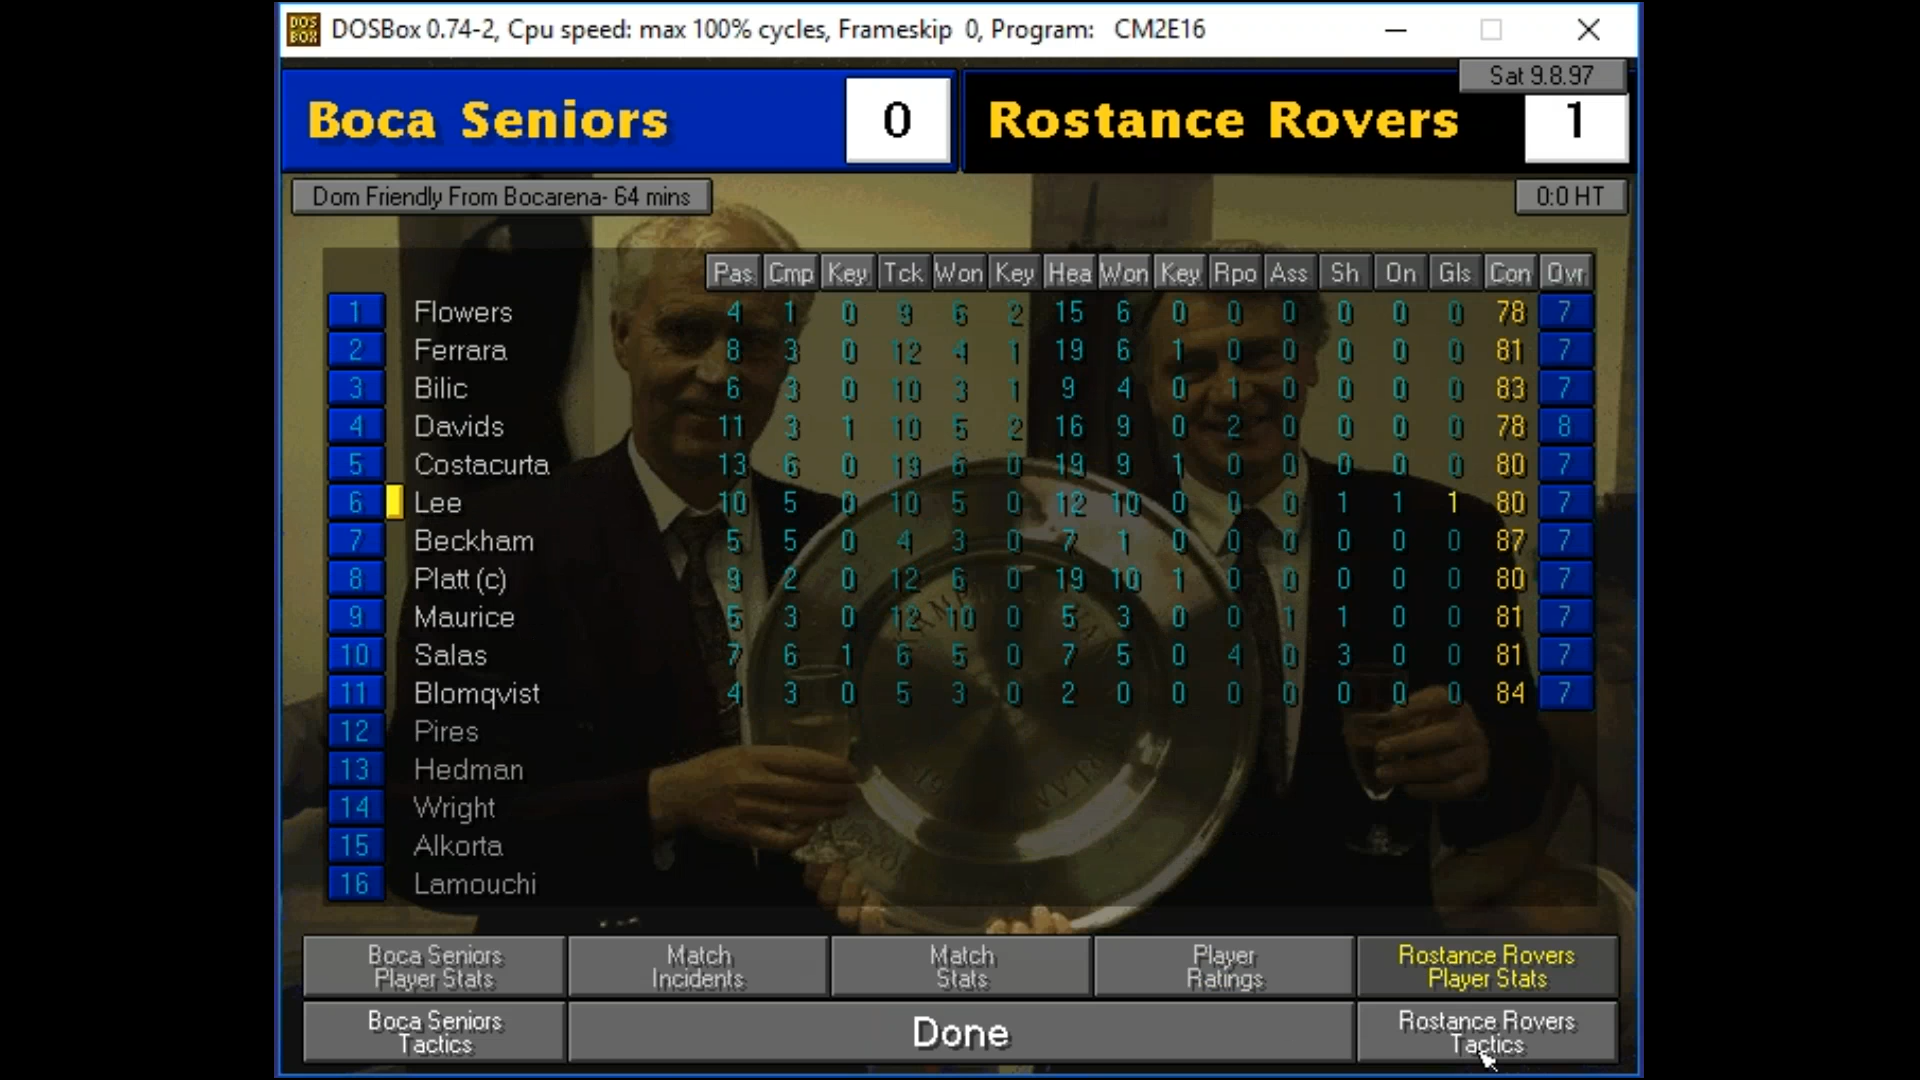 DOS BOX DOSBox 0.74-2, Cpu speed: max 100% cycles, Frameskip 0, Program: CM2E16
Sat 9.8.97
Boca Seniors 0 Rostance Rovers 1
Dom Friendly From Bocarena- 64 mins 0:0 HT
Pas Cmp Key Tck Won Key Hea Won Key Rpo Ass Sh On Gls Con Ovr
1 Flowers 4 1 0 9 6 2 15 6 0 0 0 0 0 0 78 7
2 Ferrara 8 3 0 12 4 1 19 6 1 0 0 0 0 0 81 7
3 Bilic 6 3 0 10 3 1 9 4 0 1 0 0 0 0 83 7
4 Davids 11 3 1 10 5 2 16 9 0 2 0 0 0 0 78 8
5 Costacurta 13 6 0 19 6 0 19 9 1 0 0 0 0 0 80 7
6 Lee 10 5 0 10 5 0 12 10 0 0 0 1 1 1 80 7
7 Beckham 5 5 0 4 3 0 7 1 0 0 0 0 0 0 87 7
8 Platt (c) 9 2 0 12 6 0 19 10 1 0 0 0 0 0 80 7
9 Maurice 5 3 0 12 10 0 5 3 0 0 1 1 0 0 81 7
10 Salas 7 6 1 6 5 0 7 5 0 4 0 3 0 0 81 7
11 Blomqvist 4 3 0 5 3 0 2 0 0 0 0 0 0 0 84 7
12 Pires
13 Hedman
14 Wright
15 Alkorta
16 Lamouchi
Boca Seniors
Player Stats
Match
Incidents
Match
Stats
Player
Ratings
Rostance Rovers
Player Stats
Boca Seniors
Tactics
Done
Rostance Rovers
Tactics